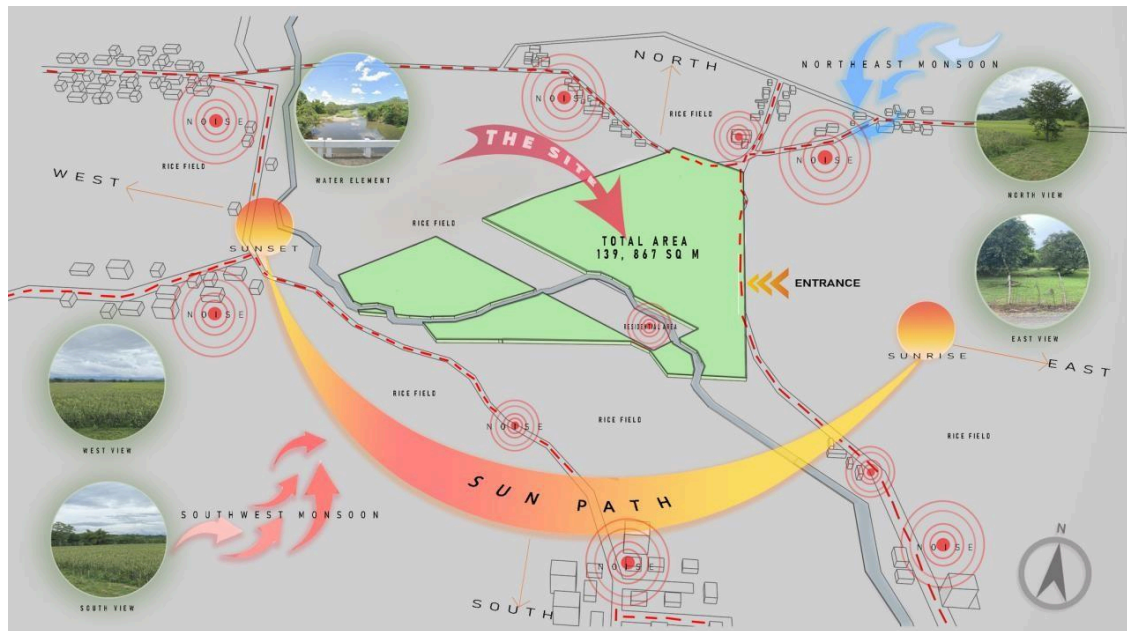 NORTH
NORTHEAST MONSOON
NOISE
NOISE
RICE FIELD
NOISE
THE SITE
RICE FIELD
WATER ELEMENT
WEST
NORTH VIEW
RICE FIELD
SUNSET
TOTAL AREA
139, 867 SQ M
ENTRANCE
NOISE
RESIDENTIAL AREA
EAST VIEW
SUNRISE
EAST
RICE FIELD
RICE FIELD
NOISE
RICE FIELD
WEST VIEW
SUN PATH
SOUTHWEST MONSOON
NOISE
NOISE
N
SOUTH VIEW
SOUTH